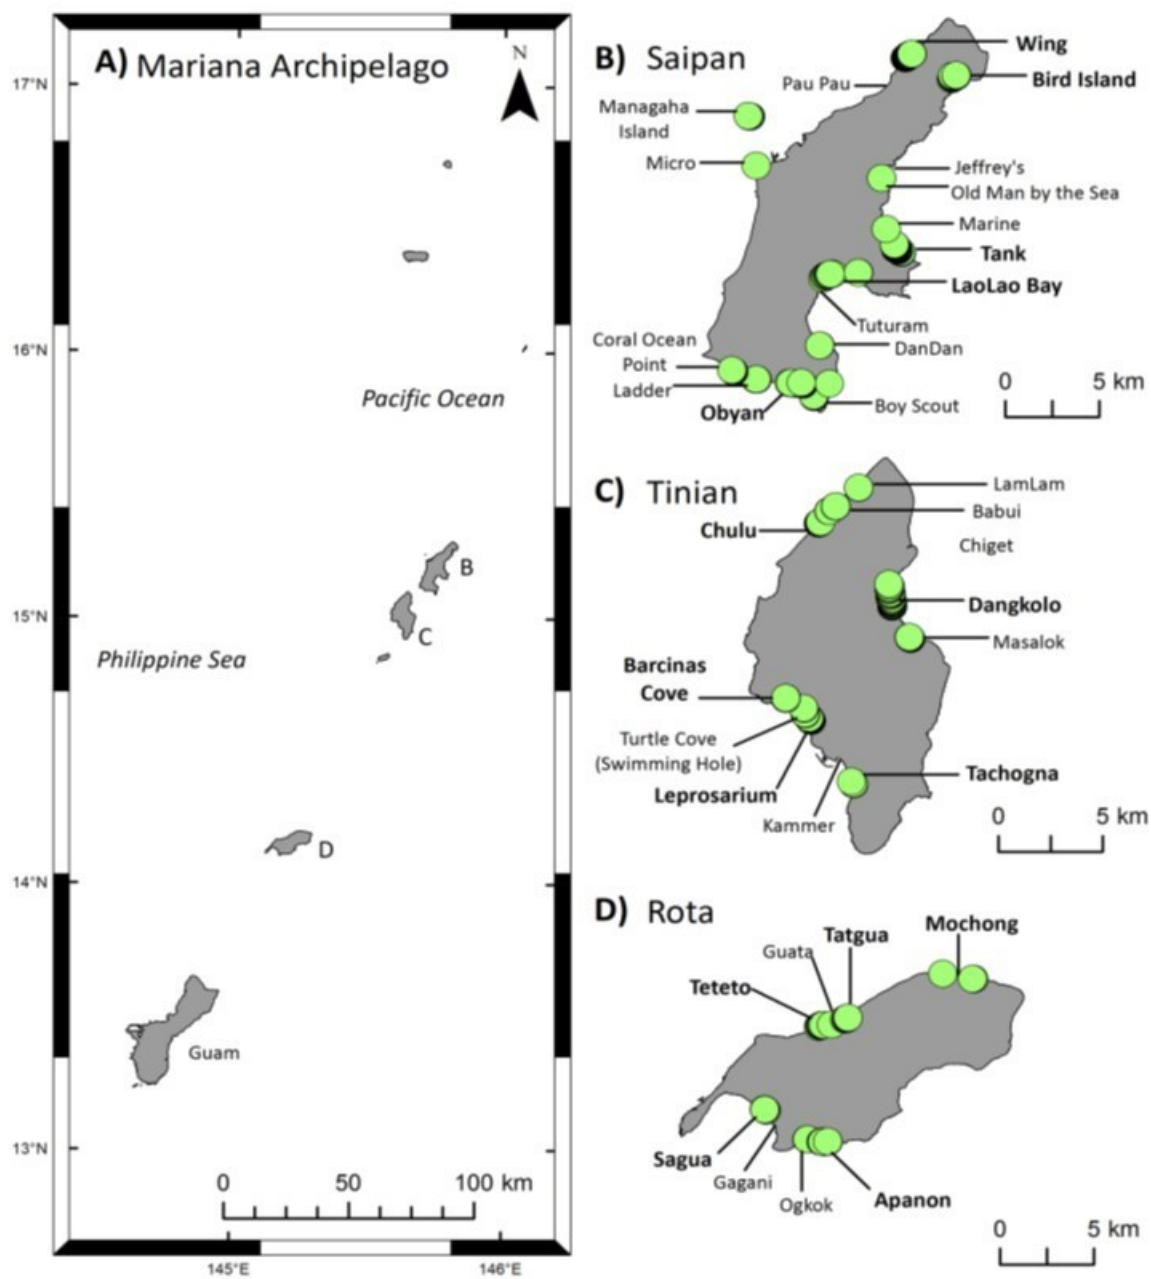 A) Mariana Archipelago
N
17°N
16°N
15°N
14°N
13°N
Pacific Ocean
Philippine Sea
B
C
D
Guam
0 50 100 km
145°E 146°E
B) Saipan
Wing
Bird Island
Pau Pau
Managaha
Island
Micro
Jeffrey's
Old Man by the Sea
Marine
Tank
LaoLao Bay
Tuturam
DanDan
Coral Ocean
Point
Ladder
Obyan
Boy Scout
0 5 km
C) Tinian
LamLam
Babui
Chulu
Chiget
Dangkolo
Masalok
Barcinas
Cove
Turtle Cove
(Swimming Hole)
Leprosarium
Kammer
Tachogna
0 5 km
D) Rota
Mochong
Tatgua
Guata
Teteto
Sagua
Gagani
Ogkok
Apanon
0 5 km